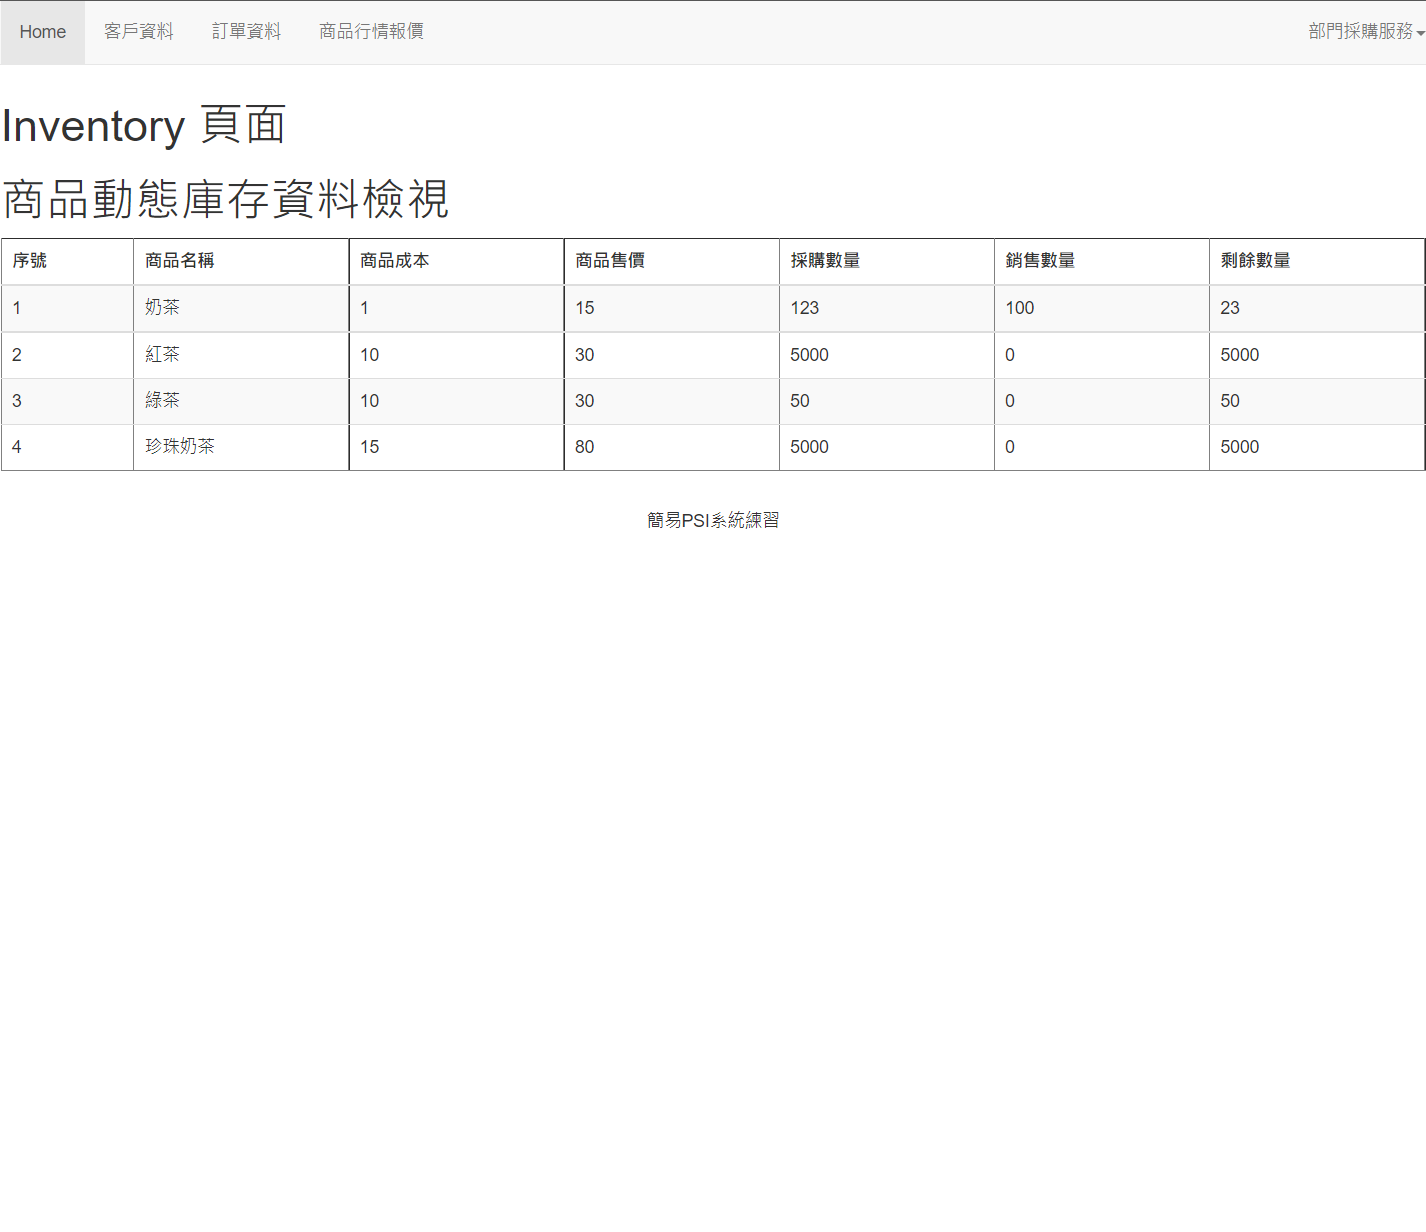 Home 客戶資料 訂單資料 商品行情報價 部門採購服務
Inventory 頁面
商品動態庫存資料檢視
序號 商品名稱 商品成本 商品售價 採購數量 銷售數量 剩餘數量
1 奶茶 1 15 123 100 23
2 紅茶 10 30 5000 0 5000
3 綠茶 10 30 50 0 50
4 珍珠奶茶 15 80 5000 0 5000
簡易PSI系統練習